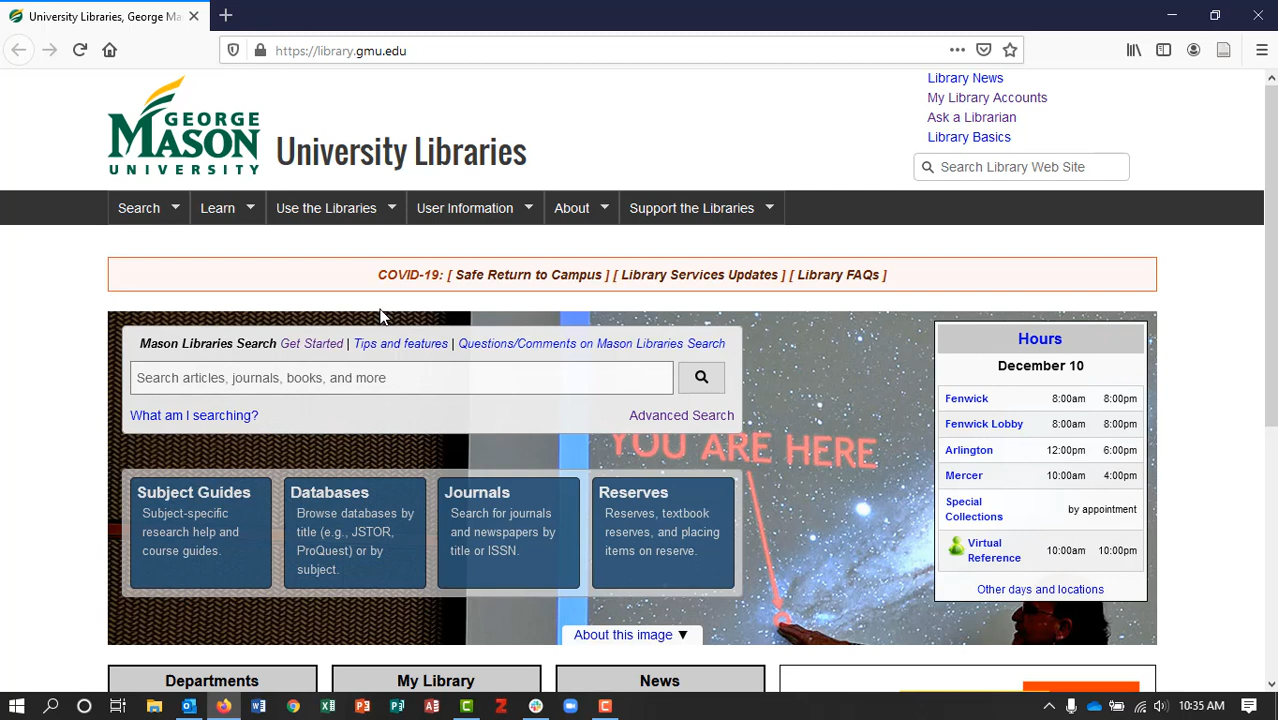 University Libraries, George Ma
https://library.gmu.edu
Library News
My Library Accounts
Ask a Librarian
Library Basics
GEORGE
MASON
UNIVERSITY
University Libraries
Search Library Web Site
Search Learn Use the Libraries User Information About Support the Libraries
COVID-19: [ Safe Return to Campus ] [ Library Services Updates ] [ Library FAQs ]
Mason Libraries Search Get Started | Tips and features | Questions/Comments on Mason Libraries Search
Search articles, journals, books, and more
What am I searching? Advanced Search
YOU ARE HERE
Subject Guides
Subject-specific
research help and
course guides.
Databases
Browse databases by
title (e.g., JSTOR,
ProQuest) or by
subject.
Journals
Search for journals
and newspapers by
title or ISSN.
Reserves
Reserves, textbook
reserves, and placing
items on reserve.
Hours
December 10
Fenwick 8:00am 8:00pm
Fenwick Lobby 8:00am 8:00pm
Arlington 12:00pm 6:00pm
Mercer 10:00am 4:00pm
Special
Collections by appointment
Virtual
Reference 10:00am 10:00pm
Other days and locations
About this image ▼
Departments My Library News
10:35 AM